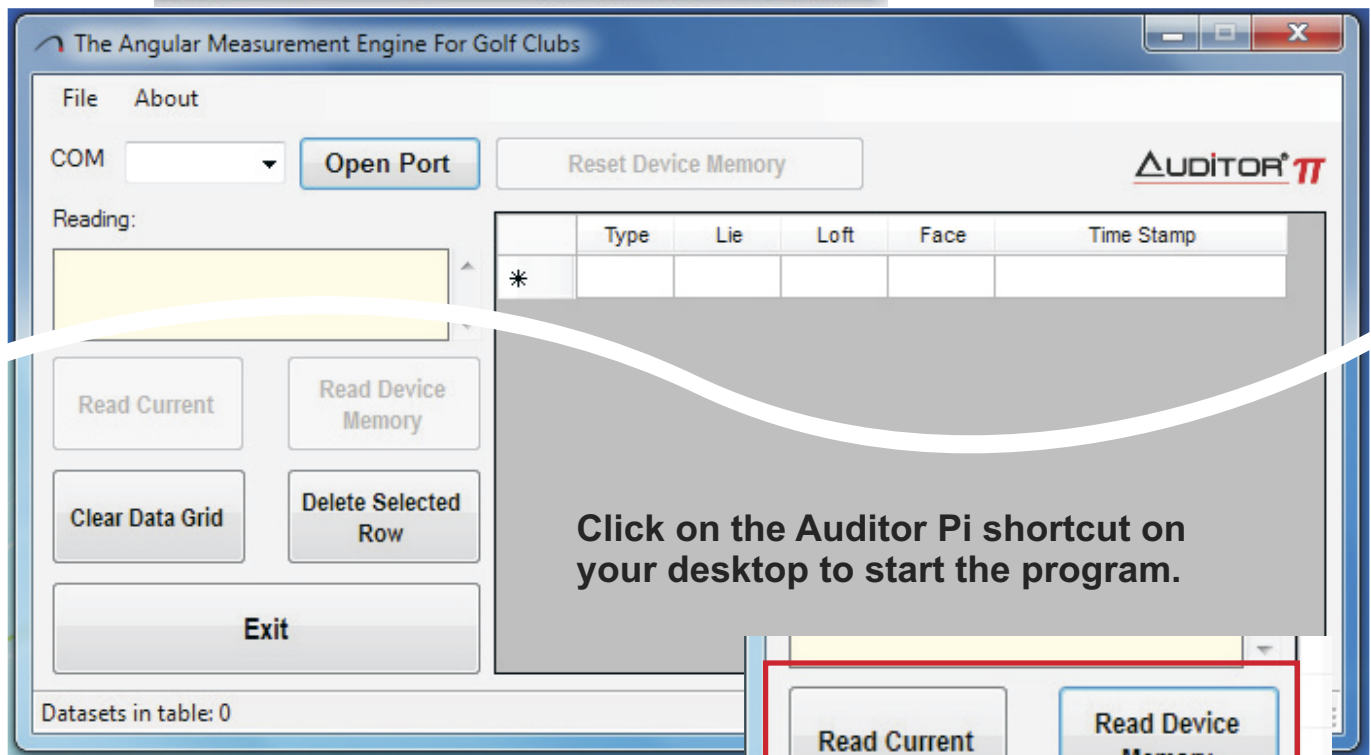 The Angular Measurement Engine For Golf Clubs
File About
COM Open Port Reset Device Memory AUDiTOR® π
Reading:
Type Lie Loft Face Time Stamp
*
Read Current Read Device
Memory
Clear Data Grid Delete Selected
Row
Click on the Auditor Pi shortcut on
your desktop to start the program.
Exit
Datasets in table: 0
Read Current Read Device
Memory